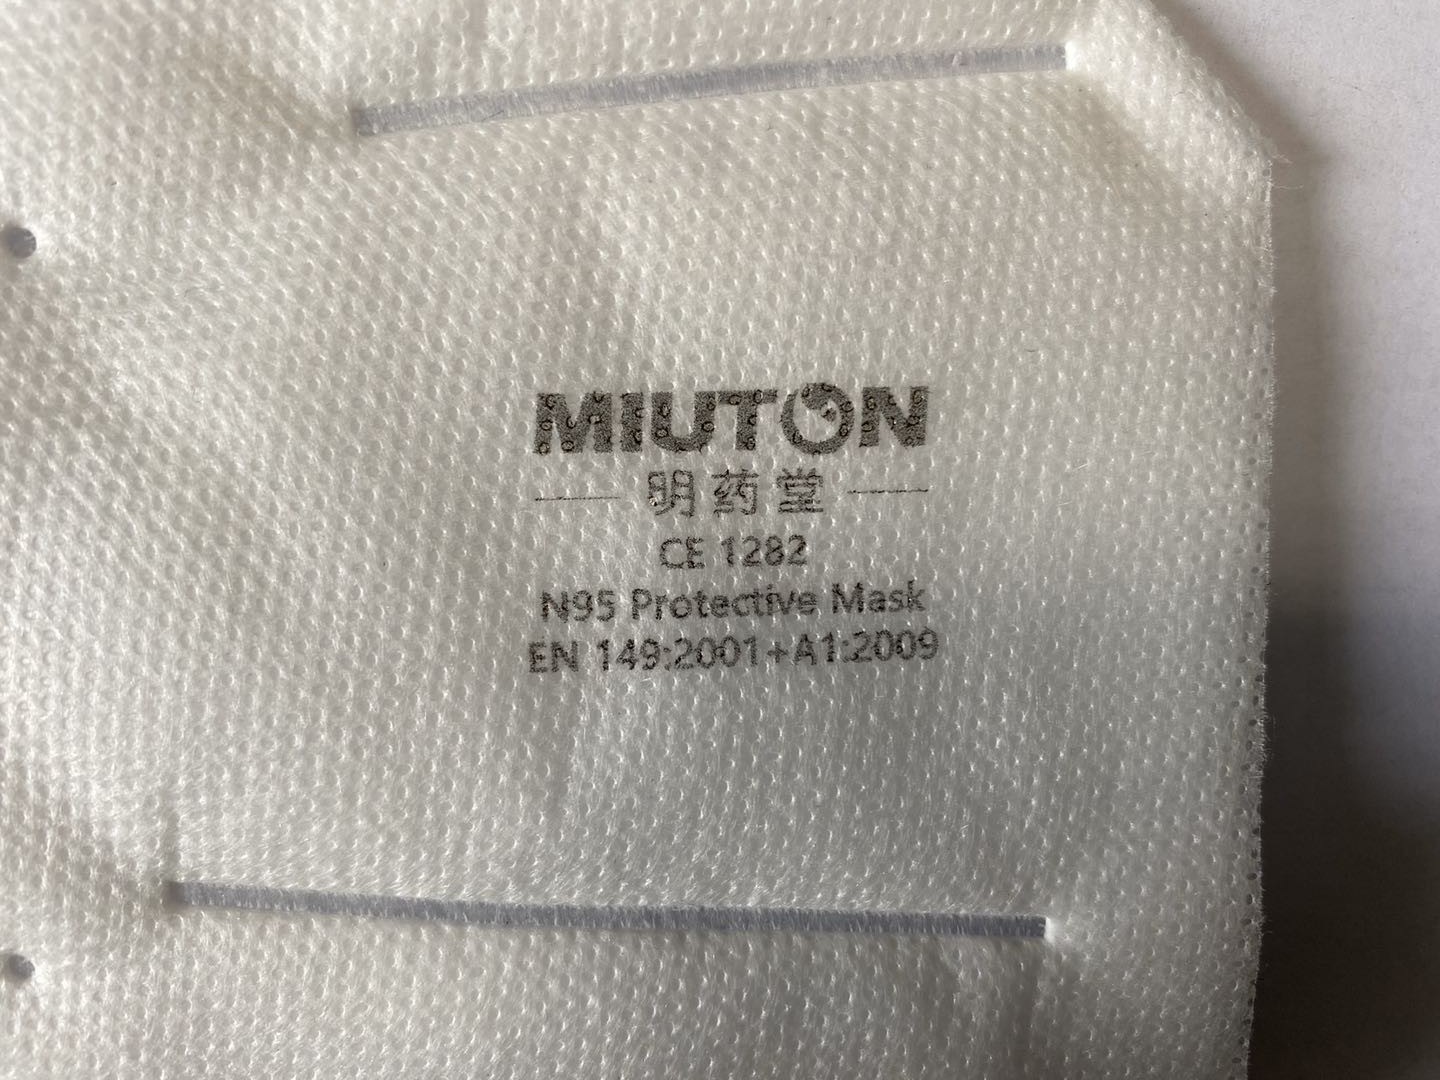 MIUTON
明药堂
CE 1282
N95 Protective Mask
EN 149:2001+A1:2009